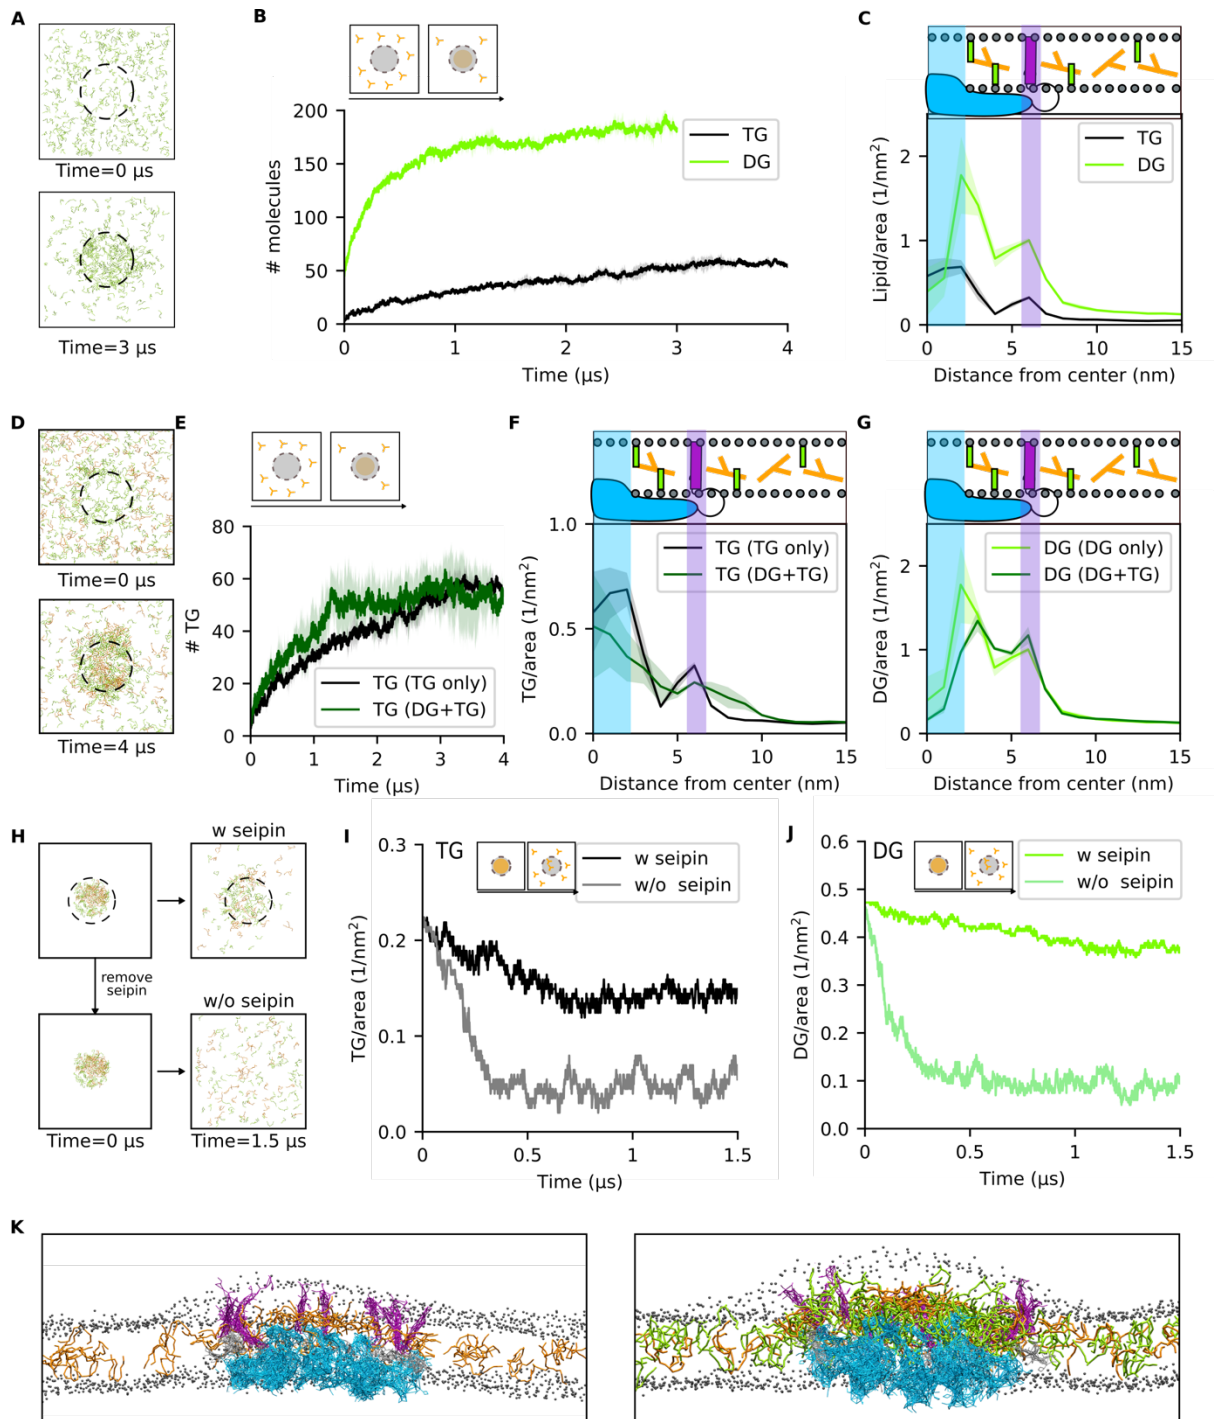 A
Time=0 µs
Time=3 µs
B
# molecules
200
150
100
50
0
TG
DG
0 1 2 3 4
Time (µs)
C
Lipid/area (1/nm²)
2
1
0
TG
DG
0 5 10 15
Distance from center (nm)
D
Time=0 µs
Time=4 µs
E
# TG
80
60
40
20
0
TG (TG only)
TG (DG+TG)
0 1 2 3 4
Time (µs)
F
TG/area (1/nm²)
1.0
0.5
0.0
TG (TG only)
TG (DG+TG)
0 5 10 15
Distance from center (nm)
G
DG/area (1/nm²)
2
1
0
DG (DG only)
DG (DG+TG)
0 5 10 15
Distance from center (nm)
H
w seipin
remove
seipin
w/o seipin
Time=0 µs
Time=1.5 µs
I
TG
TG/area (1/nm²)
0.3
0.2
0.1
0.0
w seipin
w/o seipin
0 0.5 1 1.5
Time (µs)
J
DG
DG/area (1/nm²)
0.6
0.5
0.4
0.3
0.2
0.1
0.0
w seipin
w/o seipin
0 0.5 1 1.5
Time (µs)
K